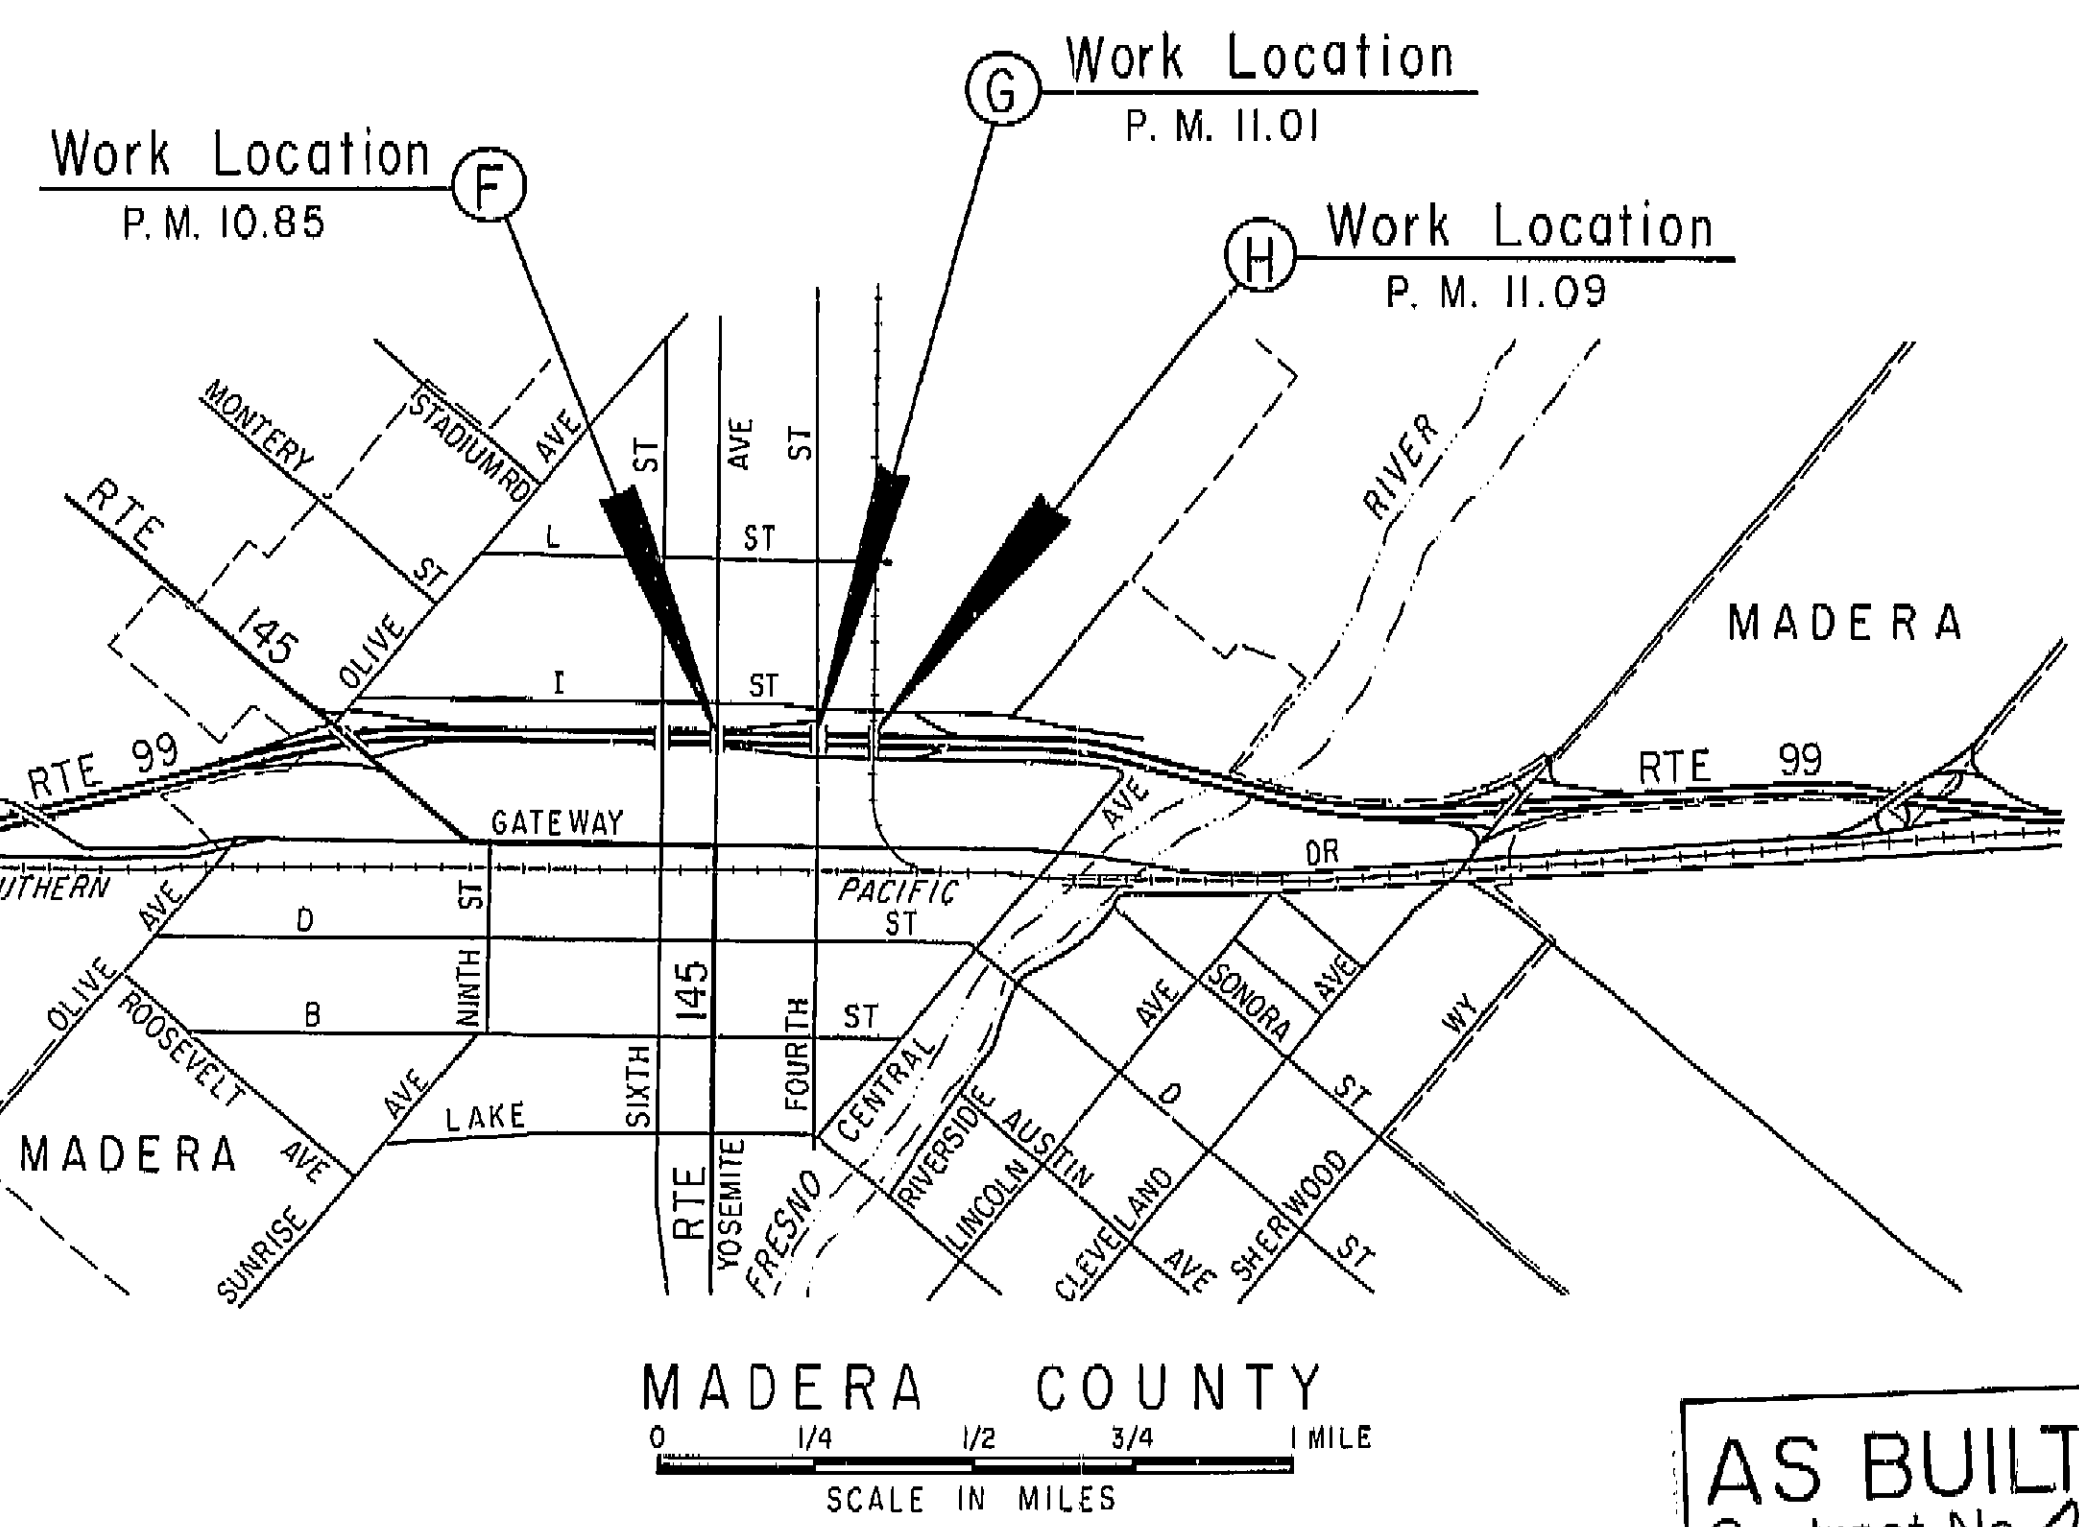 Work Location
G
P. M. 11.01
Work Location
F
P. M. 10.85
Work Location
H
P. M. 11.09
MONTERY
ST
STADIUM RD
OLIVE
AVE
ST
AVE
ST
RIVER
RTE
145
L
ST
I
ST
MADERA
RTE 99
RTE 99
GATEWAY
DR
AVE
UTHERN
PACIFIC
OLIVE
AVE
D
ST
NINTH
ST
B
ST
ROOSEVELT
AVE
SUNRISE
AVE
LAKE
MADERA
SIXTH
RTE
145
YOSEMITE
FOURTH
CENTRAL
FRESNO
RIVERSIDE
AUSTIN
AVE
LINCOLN
AVE
CLEVELAND
AVE
SONORA
ST
D
ST
SHERWOOD
WY
MADERA COUNTY
0 1/4 1/2 3/4 1 MILE
SCALE IN MILES
AS BUILT
No.